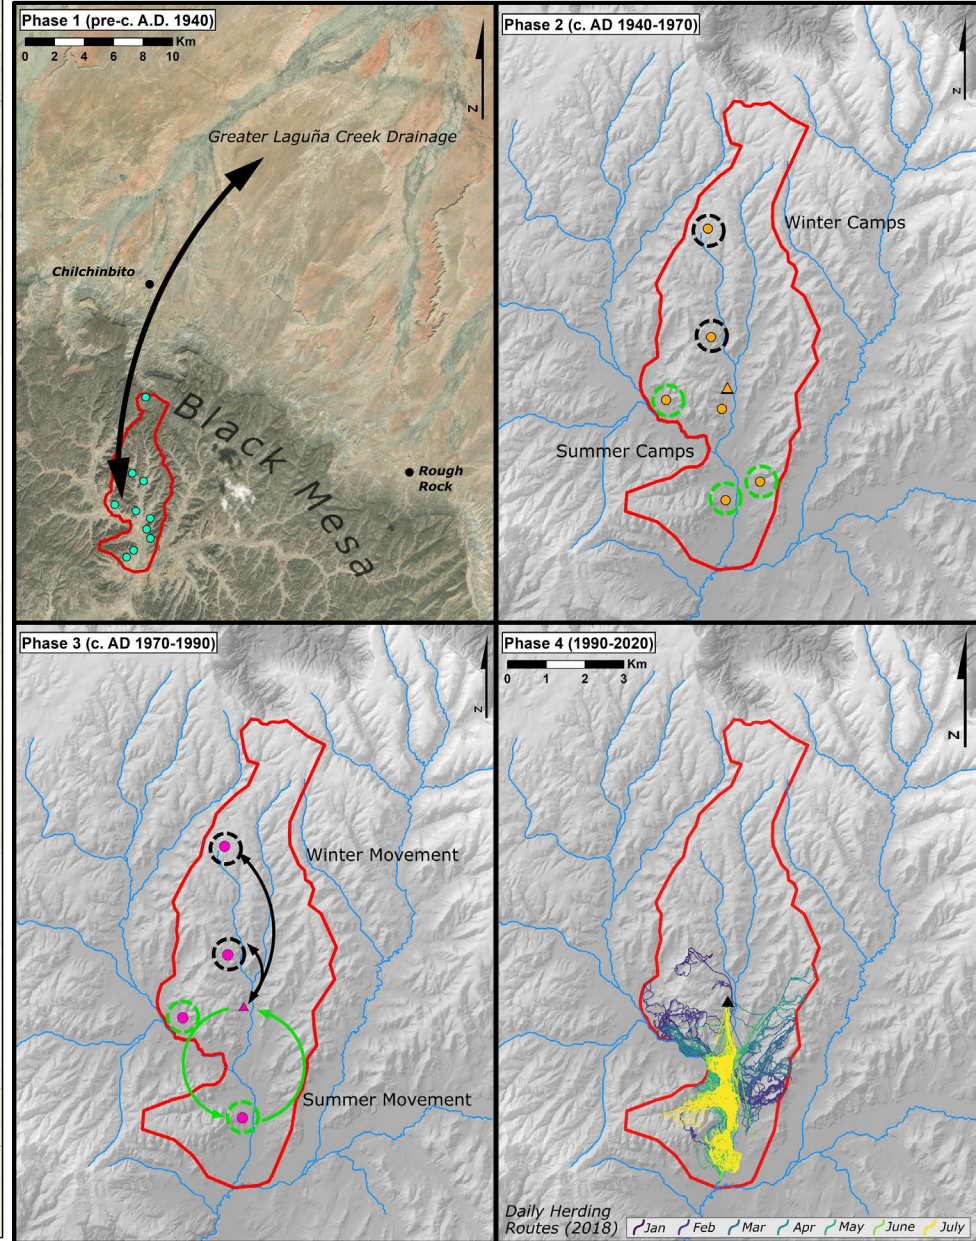 Phase 1 (pre-c. A.D. 1940)
Km
0 2 4 6 8 10
N
Greater Laguña Creek Drainage
Chilchinbito
Black Mesa
Rough
Rock
Phase 2 (c. AD 1940-1970)
N
Winter Camps
Summer Camps
Phase 3 (c. AD 1970-1990)
N
Winter Movement
Summer Movement
Phase 4 (1990-2020)
Km
0 1 2 3
N
Daily Herding
Routes (2018)
Jan Feb Mar Apr May June July